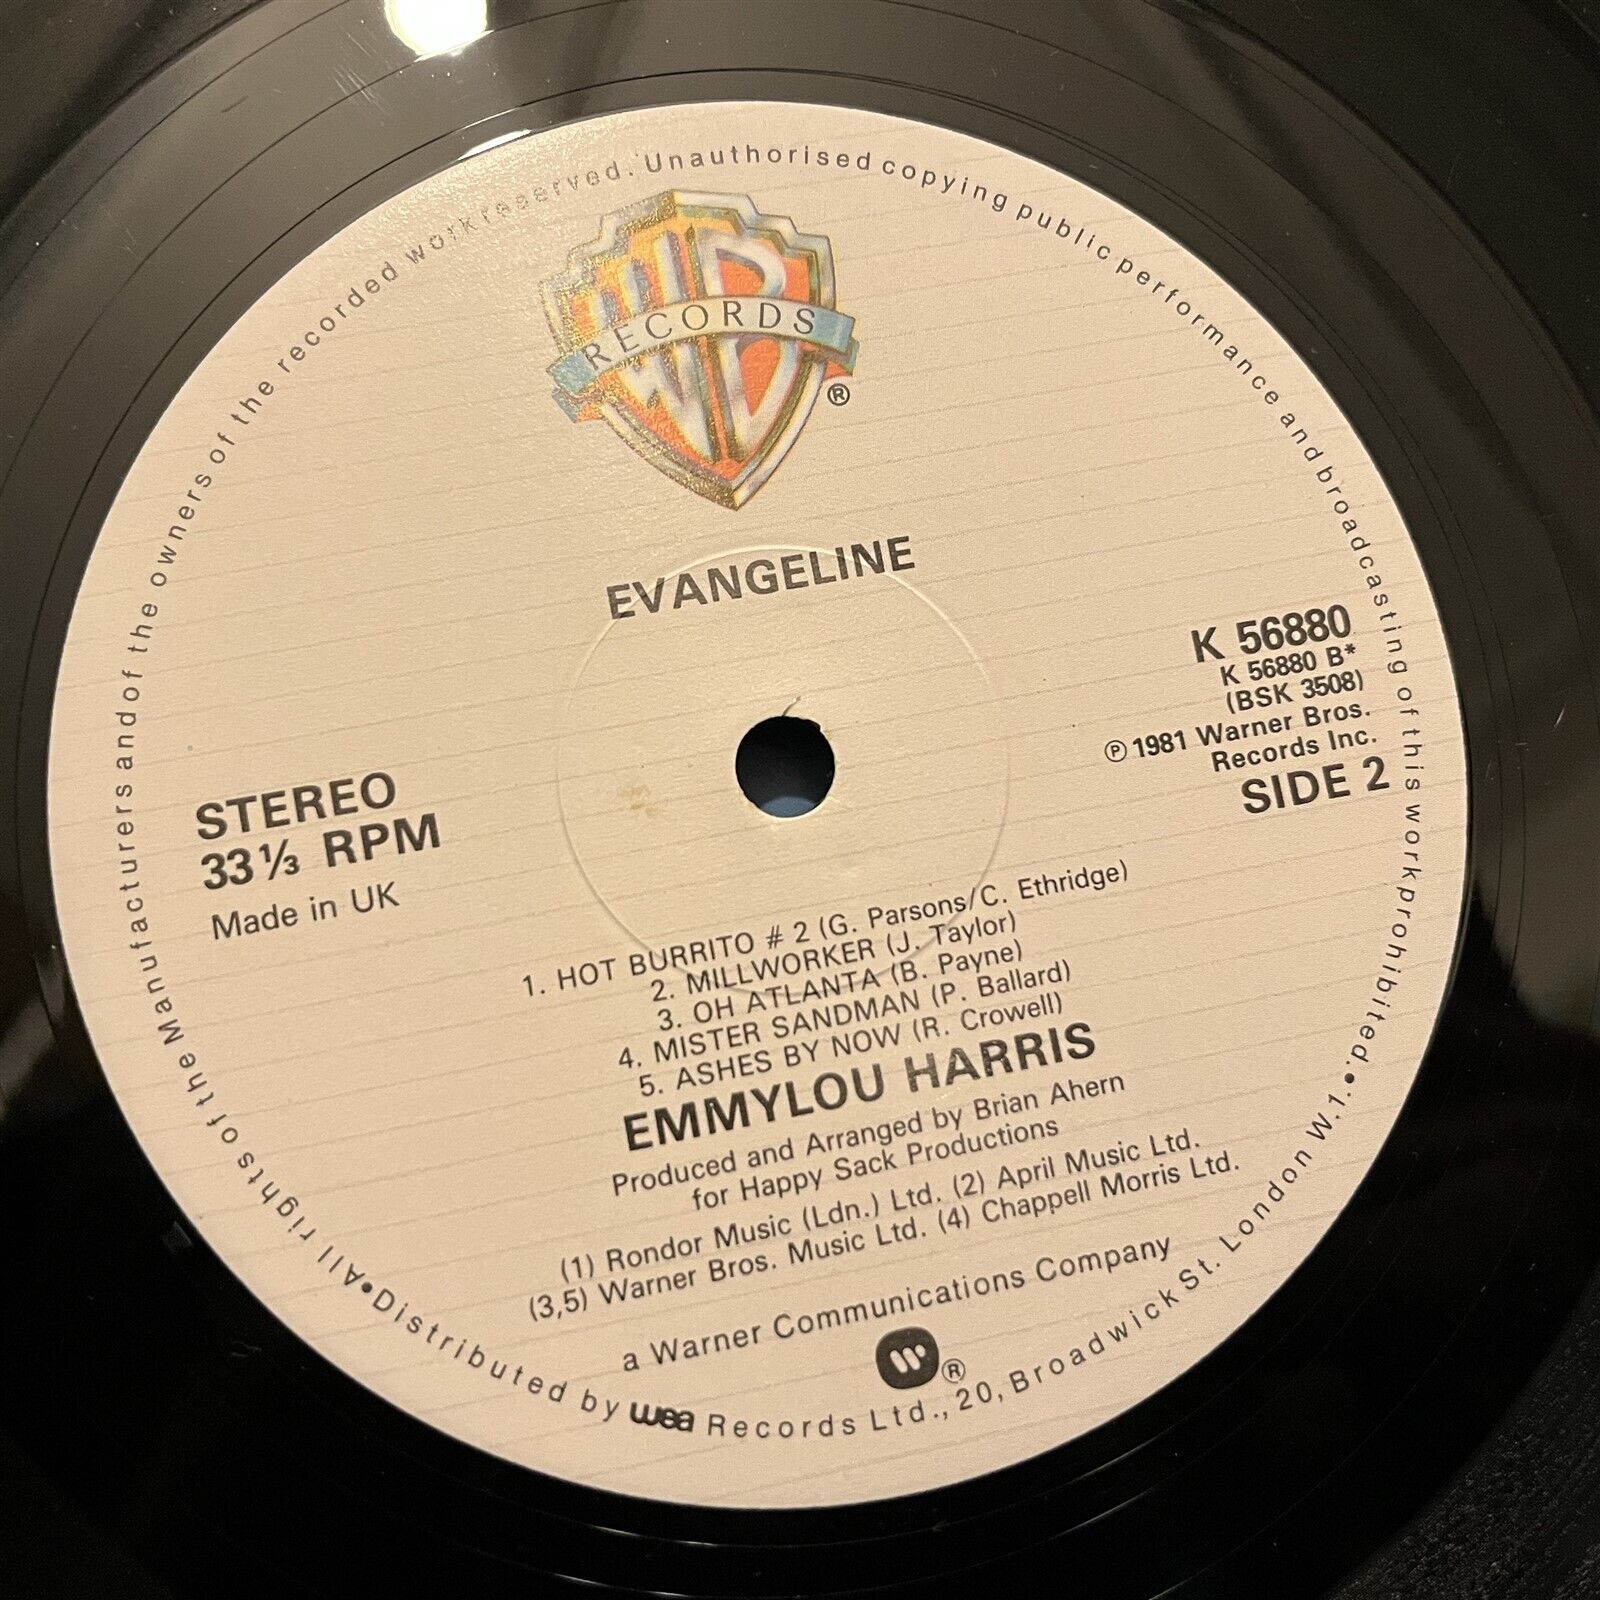 All rights of the Manufacturers and of the owners of the recorded work reserved. Unauthorised copying public performance and broadcasting of this work prohibited.
WB
RECORDS
®
EVANGELINE
K 56880
K 56880 B*
(BSK 3508)
℗ 1981 Warner Bros.
Records Inc.
SIDE 2
STEREO
33 ⅓ RPM
Made in UK
1. HOT BURRITO # 2 (G. Parsons/C. Ethridge)
2. MILLWORKER (J. Taylor)
3. OH ATLANTA (B. Payne)
4. MISTER SANDMAN (P. Ballard)
5. ASHES BY NOW (R. Crowell)
EMMYLOU HARRIS
Produced and Arranged by Brian Ahern
for Happy Sack Productions
(1) Rondor Music (Ldn.) Ltd. (2) April Music Ltd.
(3,5) Warner Bros. Music Ltd. (4) Chappell Morris Ltd.
a Warner Communications Company
W ®
•Distributed by wea Records Ltd., 20, Broadwick St. London W.1.•